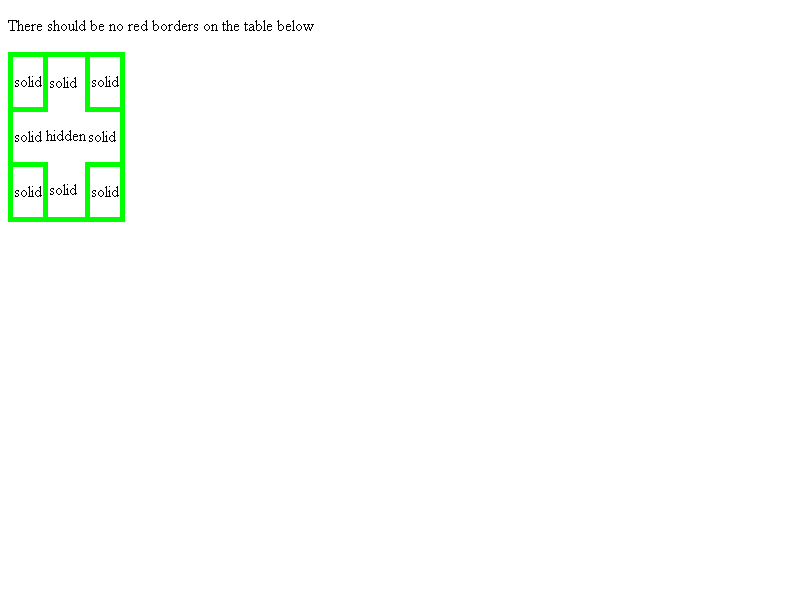 There should be no red borders on the table below
solid solid solid
solid hidden solid
solid solid solid